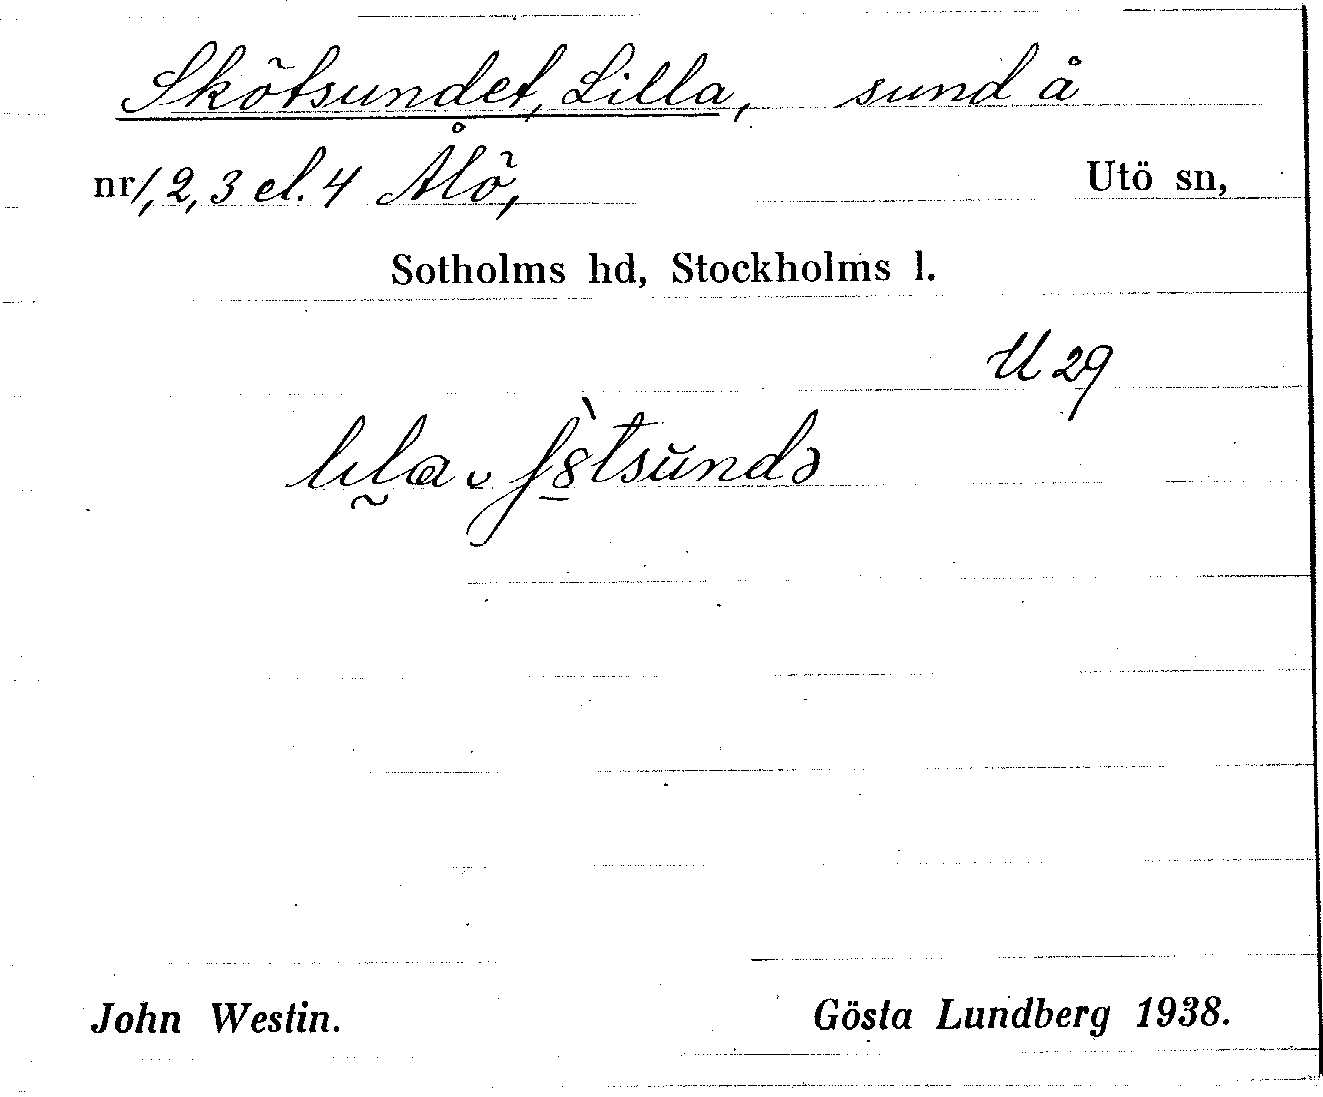 Skötsundet, Lilla, sund å
nr 1, 2, 3 el. 4 Ålö, Utö sn,
Sotholms hd, Stockholms l.
U 29
John Westin. Gösta Lundberg 1938.